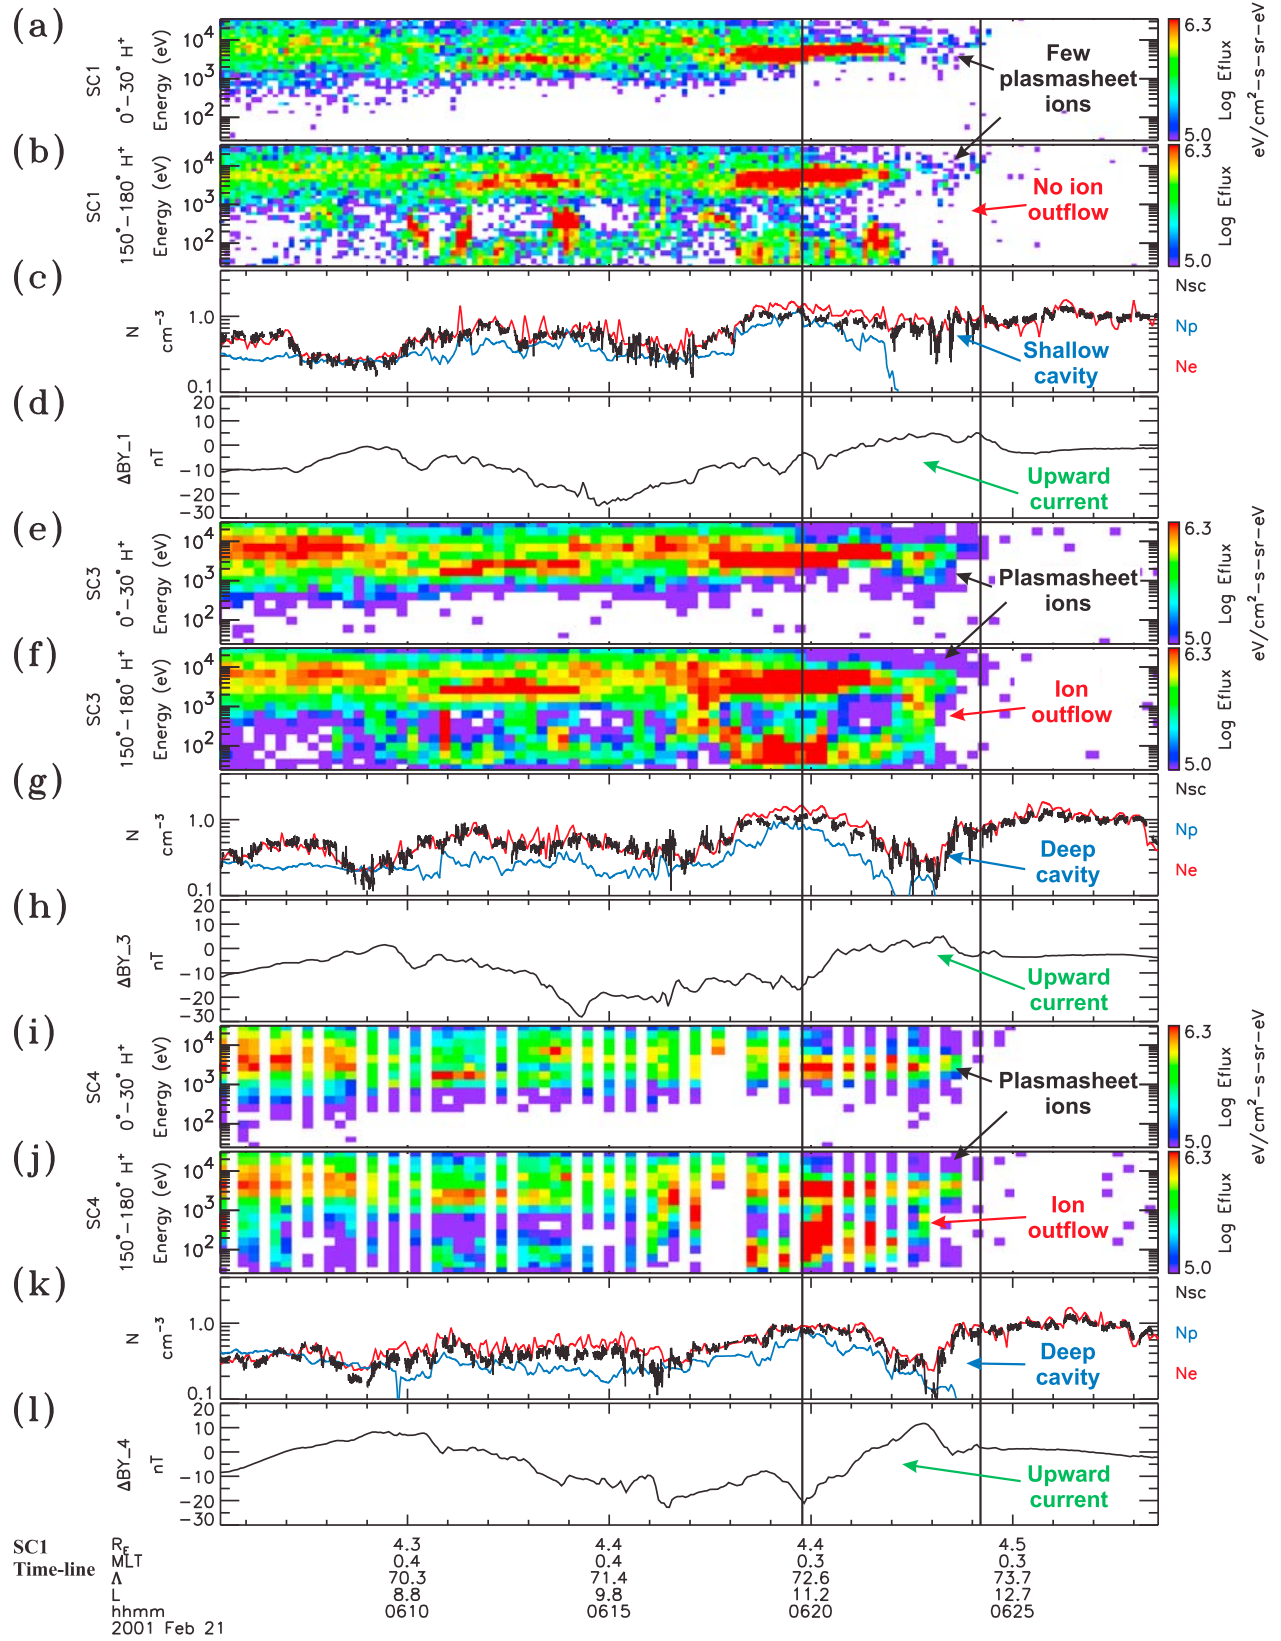 (a)
SC1
0°–30° H⁺
Energy (eV)
10⁴
10³
10²
Few
plasmasheet
ions
6.3
5.0
Log Eflux
eV/cm²–s–sr–eV
(b)
SC1
150°–180° H⁺
Energy (eV)
10⁴
10³
10²
No ion
outflow
6.3
5.0
Log Eflux
(c)
N
cm⁻³
1.0
0.1
Shallow
cavity
Nsc
Np
Ne
(d)
ΔBY_1
nT
20
10
0
−10
−20
−30
Upward
current
(e)
SC3
0°–30° H⁺
Energy (eV)
10⁴
10³
10²
Plasmasheet
ions
6.3
5.0
Log Eflux
eV/cm²–s–sr–eV
(f)
SC3
150°–180° H⁺
Energy (eV)
10⁴
10³
10²
Ion
outflow
6.3
5.0
Log Eflux
(g)
N
cm⁻³
1.0
0.1
Deep
cavity
Nsc
Np
Ne
(h)
ΔBY_3
nT
20
10
0
−10
−20
−30
Upward
current
(i)
SC4
0°–30° H⁺
Energy (eV)
10⁴
10³
10²
Plasmasheet
ions
6.3
5.0
Log Eflux
eV/cm²–s–sr–eV
(j)
SC4
150°–180° H⁺
Energy (eV)
10⁴
10³
10²
Ion
outflow
6.3
5.0
Log Eflux
(k)
N
cm⁻³
1.0
0.1
Deep
cavity
Nsc
Np
Ne
(l)
ΔBY_4
nT
20
10
0
−10
−20
−30
Upward
current
SC1
Time-line
R_E 4.3 4.4 4.4 4.5
MLT 0.4 0.4 0.3 0.3
Λ 70.3 71.4 72.6 73.7
L 8.8 9.8 11.2 12.7
hhmm 0610 0615 0620 0625
2001 Feb 21